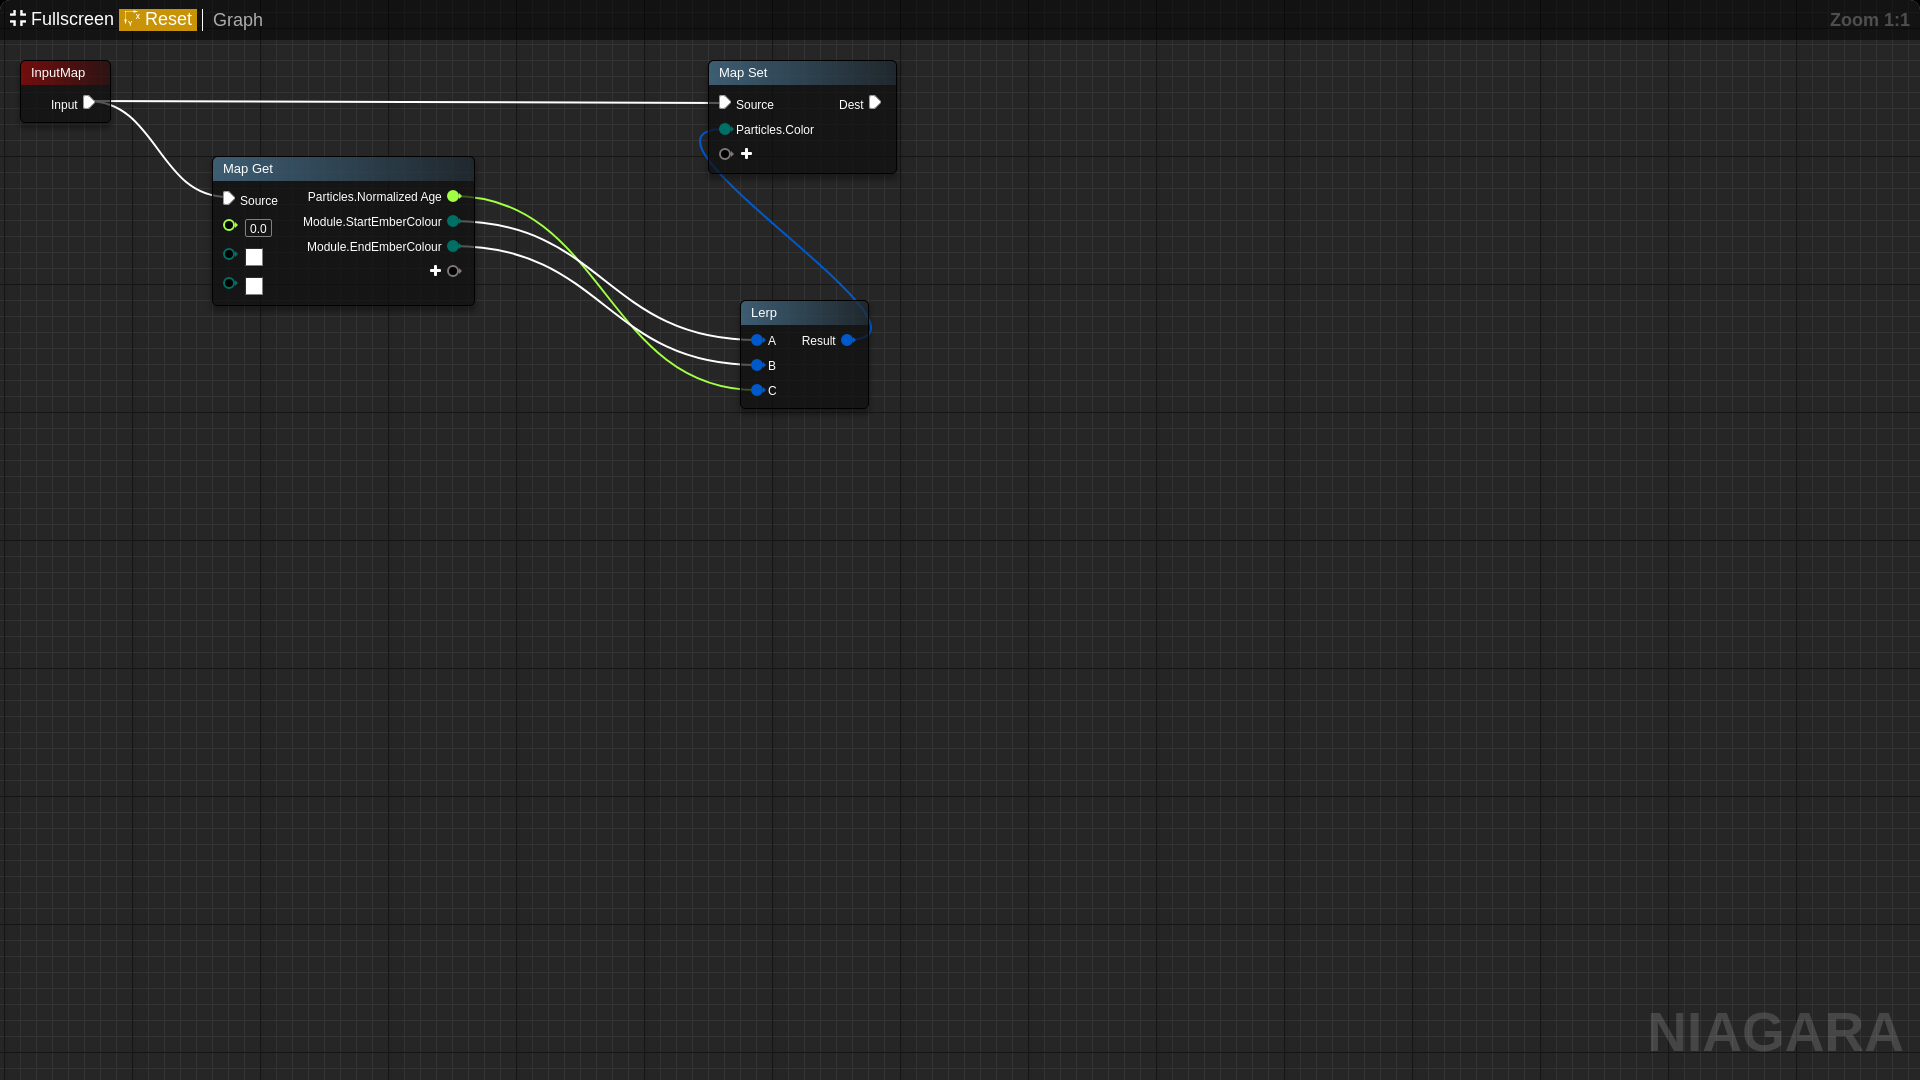 Fullscreen Reset Graph Zoom 1:1
InputMap
Input
Map Set
Source Dest
Particles.Color
Map Get
Source Particles.Normalized Age
0.0 Module.StartEmberColour
Module.EndEmberColour
Lerp
A Result
B
C
NIAGARA